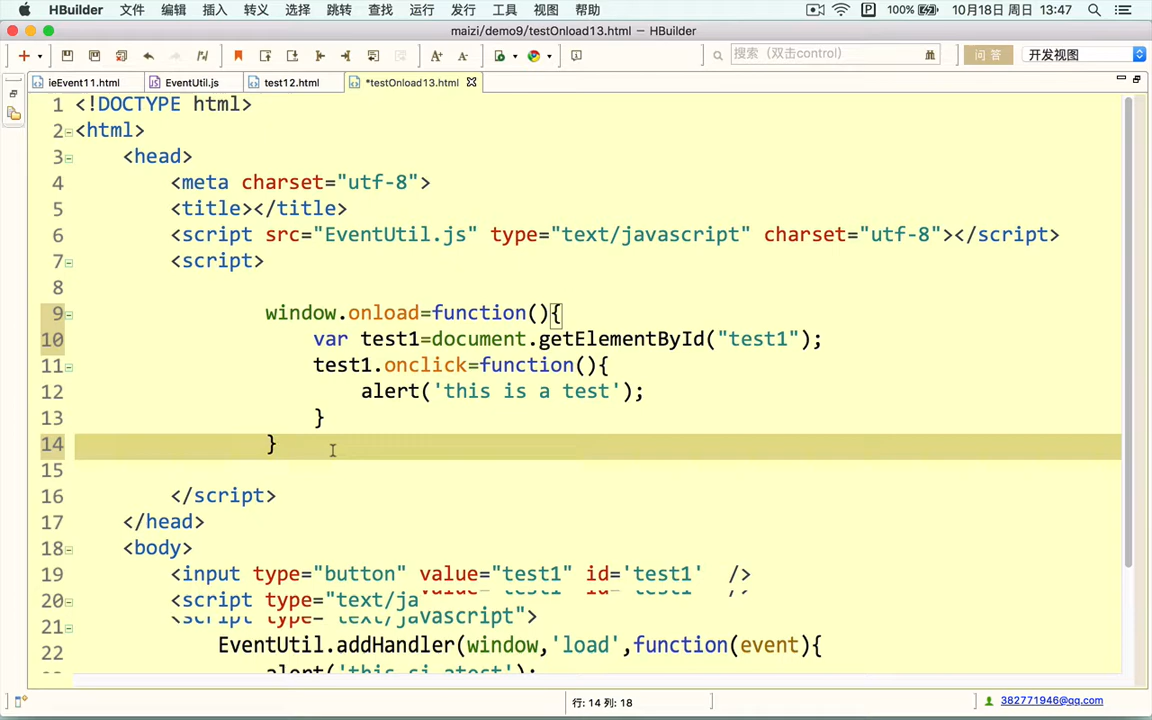 HBuilder 文件 编辑 插入 转义 选择 跳转 查找 运行 发行 工具 视图 帮助 P 100% 10月18日 周日 13:47
maizi/demo9/testOnload13.html — HBuilder
搜索（双击control） 问 答 开发视图
ieEvent11.html EventUtil.js test12.html *testOnload13.html
1 <!DOCTYPE html>
2 <html>
3 <head>
4 <meta charset="utf-8">
5 <title></title>
6 <script src="EventUtil.js" type="text/javascript" charset="utf-8"></script>
7 <script>
8
9 window.onload=function(){
10 var test1=document.getElementById("test1");
11 test1.onclick=function(){
12 alert('this is a test');
13 }
14 }
15
16 </script>
17 </head>
18 <body>
19 <input type="button" value="test1" id='test1' />
20 <script type="text/ja
21 <script type="text/javascript">
22 EventUtil.addHandler(window,'load',function(event){
alert('this si atest');
行: 14 列: 18 382771946@qq.com